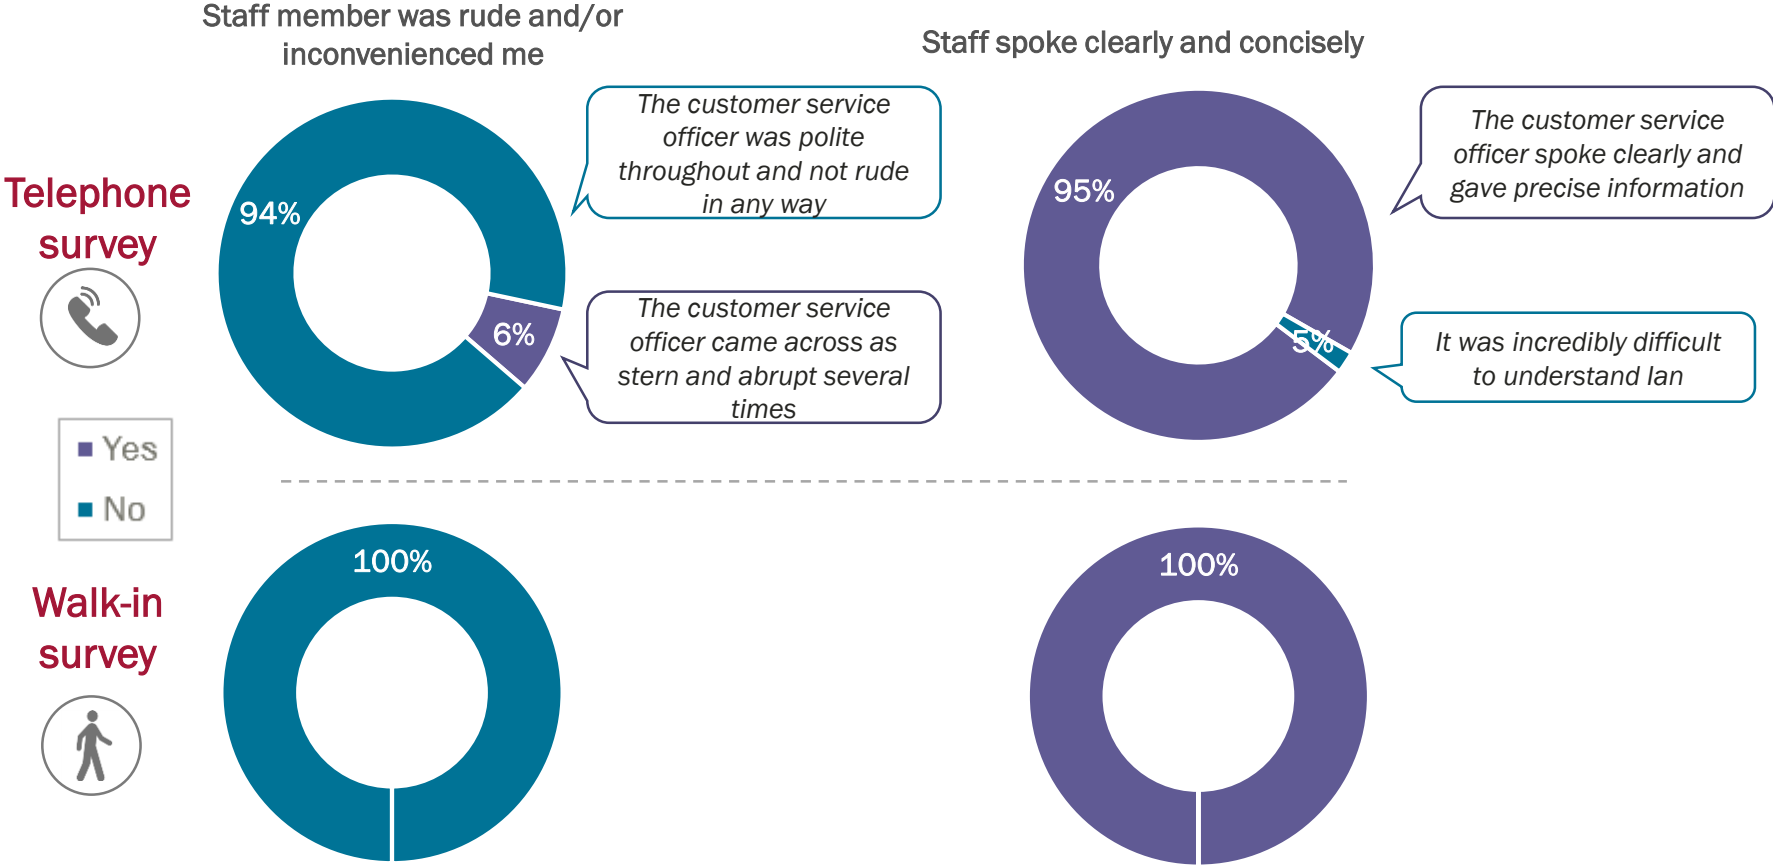 Staff member was rude and/or
inconvenienced me
Staff spoke clearly and concisely
Telephone
survey
94%
6%
The customer service
officer was polite
throughout and not rude
in any way
The customer service
officer came across as
stern and abrupt several
times
95%
5%
The customer service
officer spoke clearly and
gave precise information
It was incredibly difficult
to understand Ian
Yes
No
Walk-in
survey
100%
100%